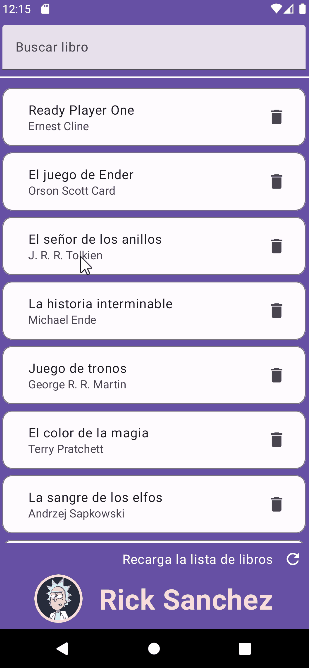 12:15
Buscar libro
Ready Player One
Ernest Cline
El juego de Ender
Orson Scott Card
El señor de los anillos
J. R. R. Tolkien
La historia interminable
Michael Ende
Juego de tronos
George R. R. Martin
El color de la magia
Terry Pratchett
La sangre de los elfos
Andrzej Sapkowski
Recarga la lista de libros
Rick Sanchez